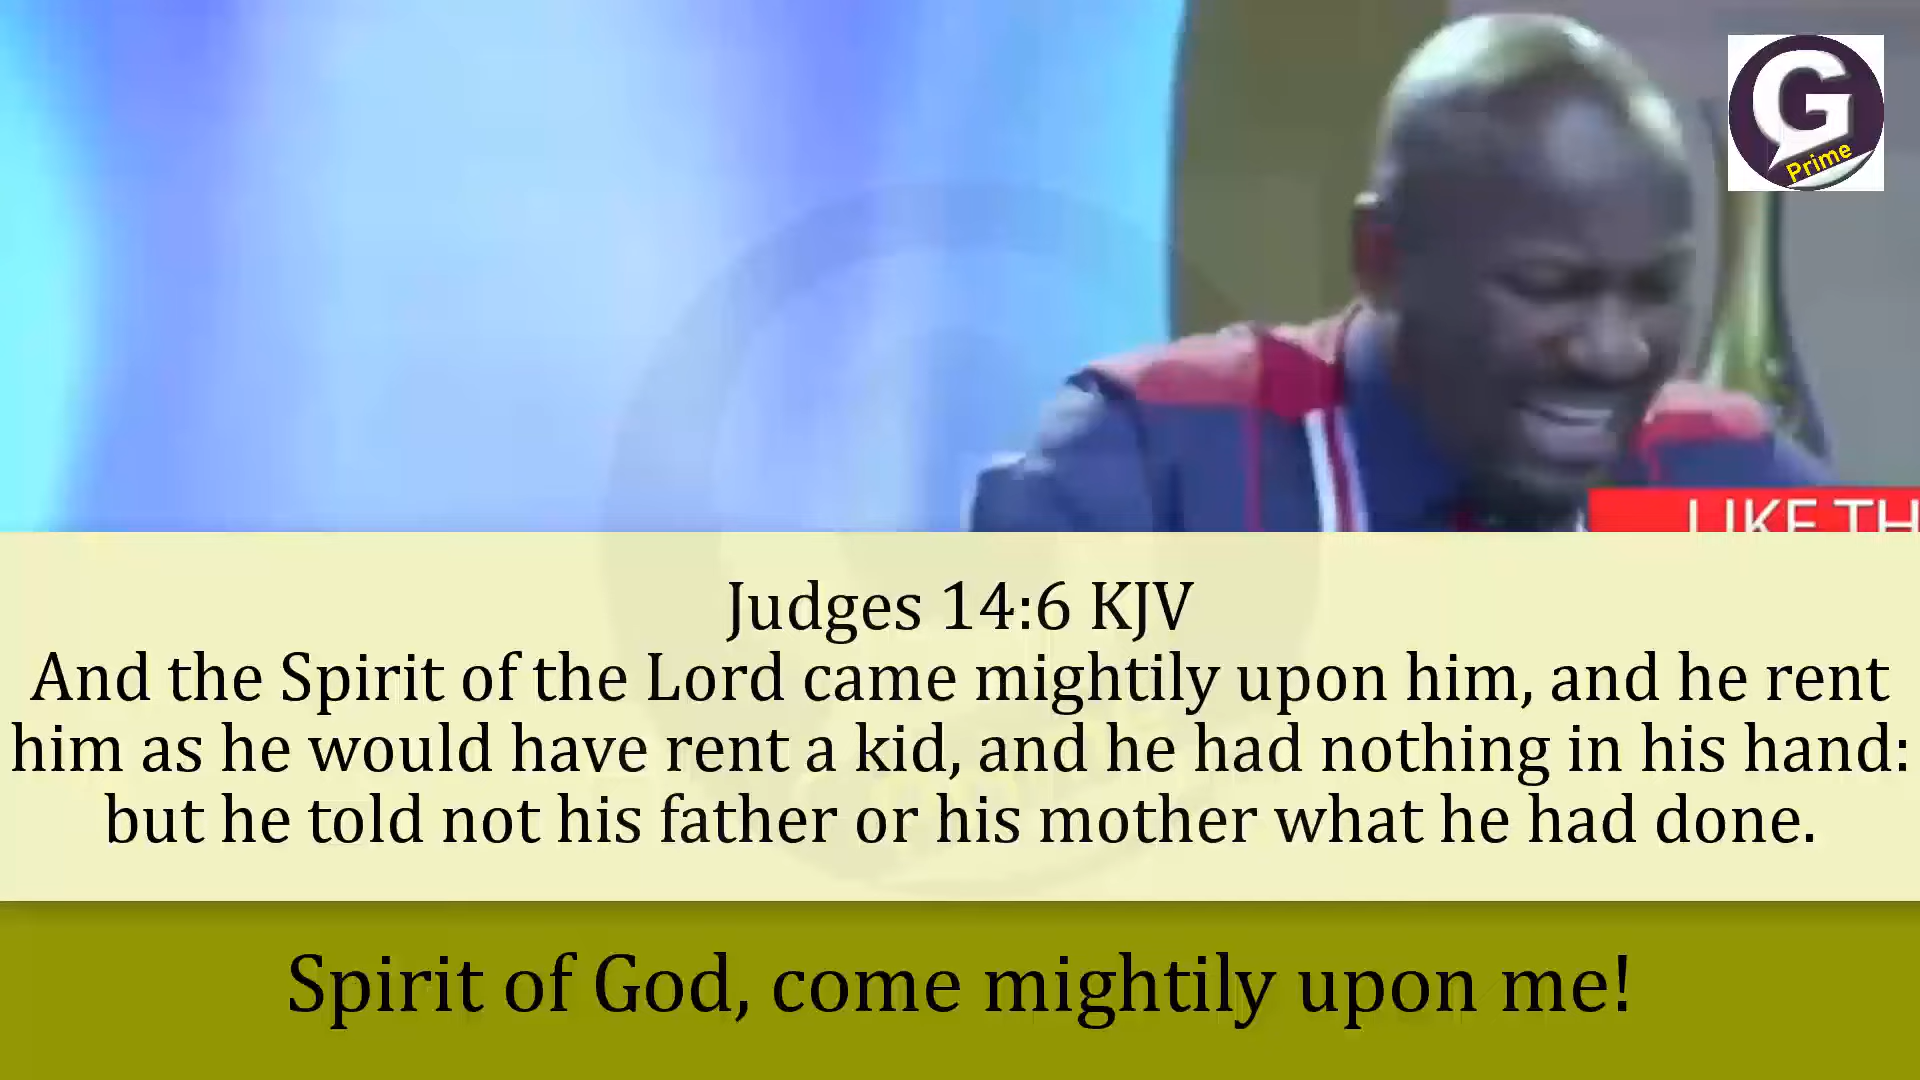 G
Prime
LIKE TH
Judges 14:6 KJV
And the Spirit of the Lord came mightily upon him, and he rent
him as he would have rent a kid, and he had nothing in his hand:
but he told not his father or his mother what he had done.
Spirit of God, come mightily upon me!